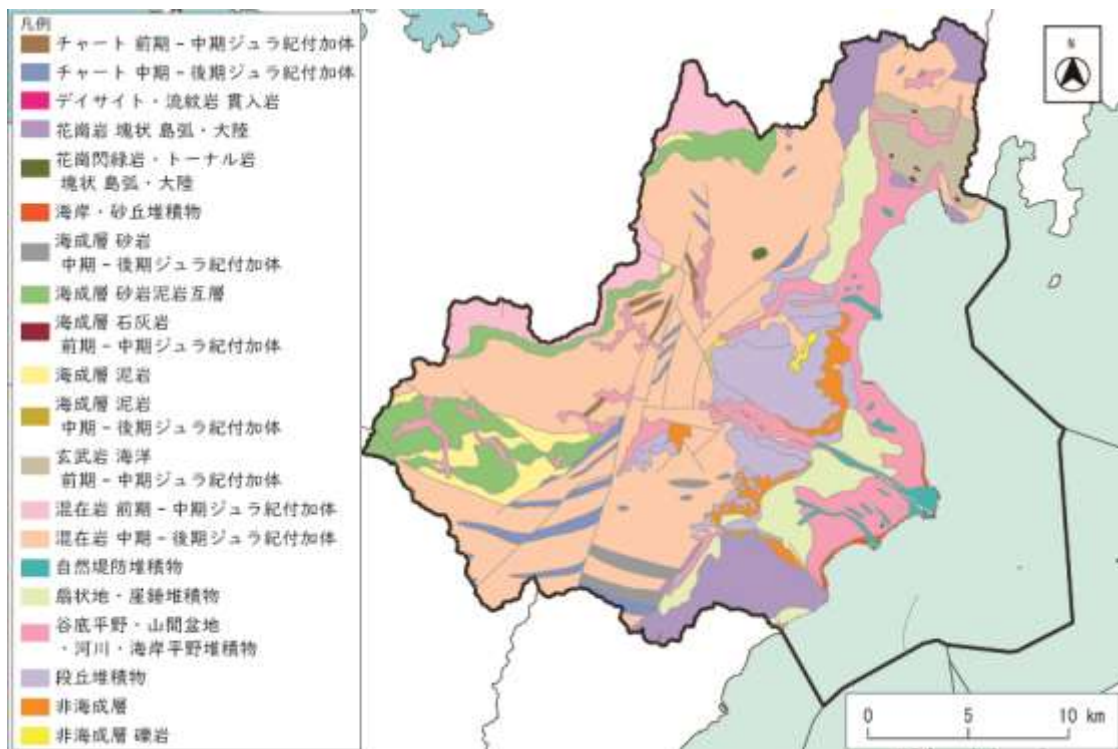 凡例
チャート 前期－中期ジュラ紀付加体
チャート 中期－後期ジュラ紀付加体
デイサイト・流紋岩 貫入岩
花崗岩 塊状 島弧・大陸
花崗閃緑岩・トーナル岩
塊状 島弧・大陸
海岸・砂丘堆積物
海成層 砂岩
中期－後期ジュラ紀付加体
海成層 砂岩泥岩互層
海成層 石灰岩
前期－中期ジュラ紀付加体
海成層 泥岩
海成層 泥岩
中期－後期ジュラ紀付加体
玄武岩 海洋
前期－中期ジュラ紀付加体
混在岩 前期－中期ジュラ紀付加体
混在岩 中期－後期ジュラ紀付加体
自然堤防堆積物
扇状地・崖錐堆積物
谷底平野・山間盆地
・河川・海岸平野堆積物
段丘堆積物
非海成層
非海成層 礫岩
N
0 5 10 km